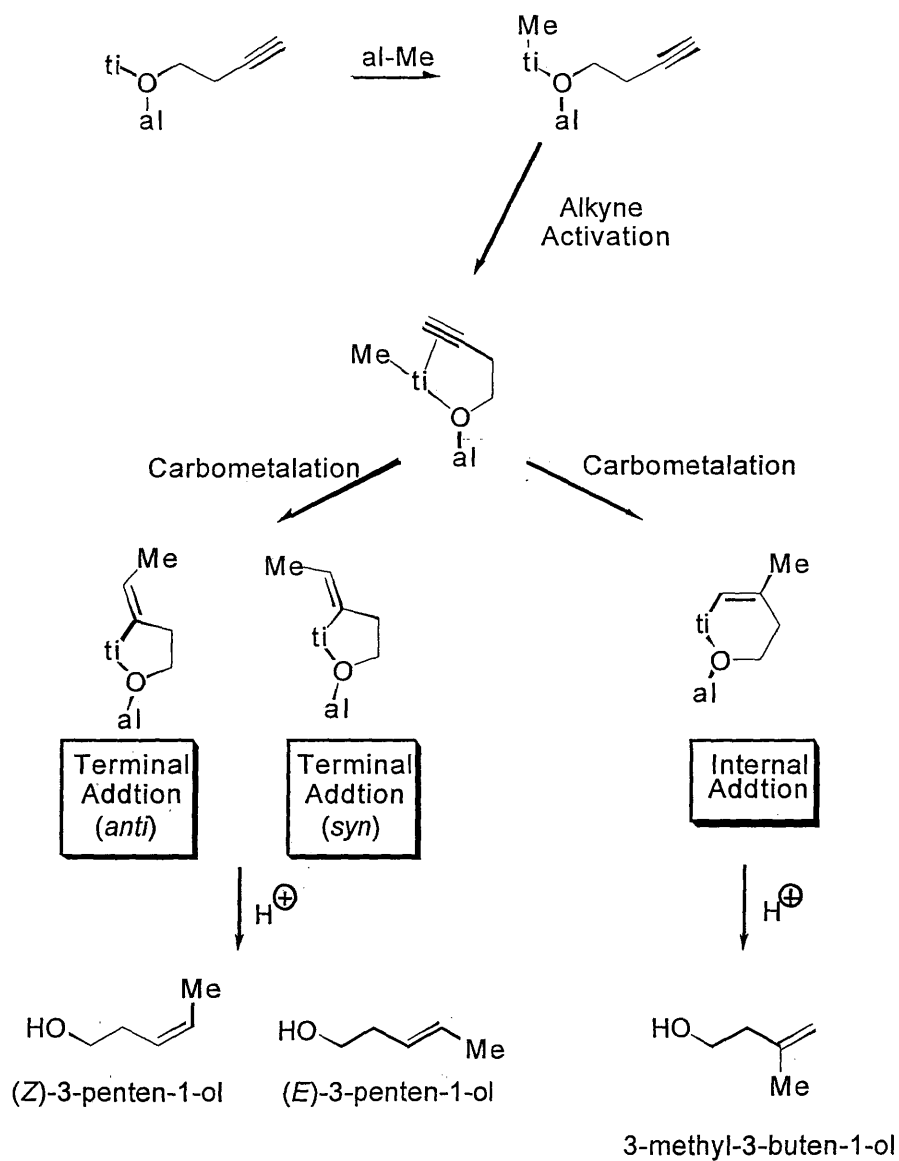 ti
O
al
al-Me
Me
ti
O
al
Alkyne
Activation
Me
ti
O
al
Carbometalation
Carbometalation
Me
ti
O
al
Me
ti
O
al
Me
ti
O
al
Terminal
Addtion
(anti)
Terminal
Addtion
(syn)
Internal
Addtion
H⊕
H⊕
HO
Me
(Z)-3-penten-1-ol
HO
Me
(E)-3-penten-1-ol
HO
Me
3-methyl-3-buten-1-ol